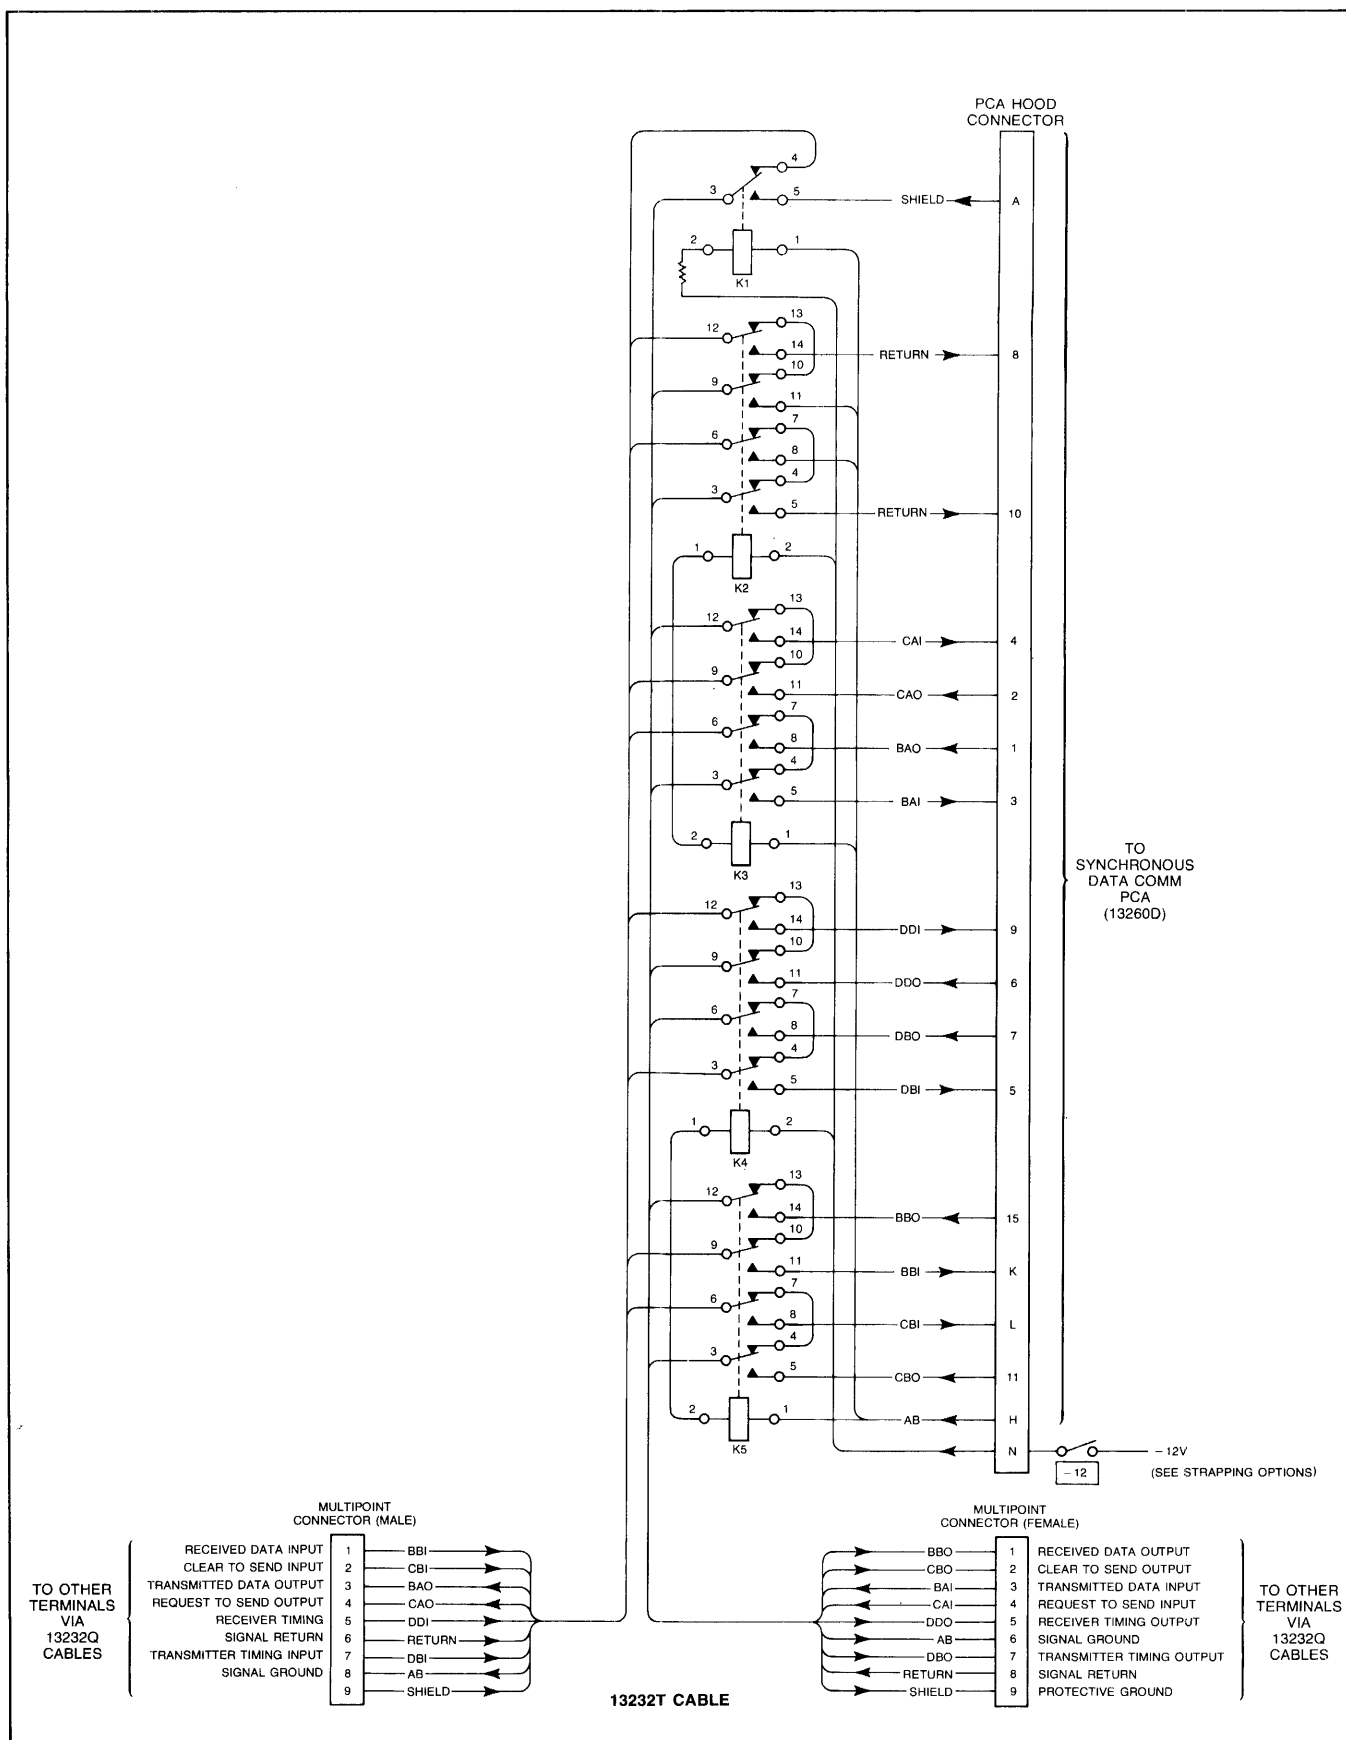 PCA HOOD
CONNECTOR
4
3
5
SHIELD
A
2
1
K1
13
12
14
RETURN
8
10
9
11
7
6
8
4
3
5
RETURN
10
1
2
K2
13
12
14
CAI
4
10
9
11
CAO
2
7
6
8
BAO
1
4
3
5
BAI
3
2
1
K3
TO
SYNCHRONOUS
DATA COMM
PCA
(13260D)
13
12
14
DDI
9
10
9
11
DDO
6
7
6
8
DBO
7
4
3
5
DBI
5
1
2
K4
13
12
14
BBO
15
10
9
11
BBI
K
7
6
8
CBI
L
4
3
5
CBO
11
2
1
AB
H
K5
N
–12V
–12
(SEE STRAPPING OPTIONS)
MULTIPOINT
CONNECTOR (MALE)
RECEIVED DATA INPUT 1 BBI
CLEAR TO SEND INPUT 2 CBI
TRANSMITTED DATA OUTPUT 3 BAO
REQUEST TO SEND OUTPUT 4 CAO
RECEIVER TIMING 5 DDI
SIGNAL RETURN 6 RETURN
TRANSMITTER TIMING INPUT 7 DBI
SIGNAL GROUND 8 AB
9 SHIELD
TO OTHER
TERMINALS
VIA
13232Q
CABLES
13232T CABLE
MULTIPOINT
CONNECTOR (FEMALE)
BBO 1 RECEIVED DATA OUTPUT
CBO 2 CLEAR TO SEND OUTPUT
BAI 3 TRANSMITTED DATA INPUT
CAI 4 REQUEST TO SEND INPUT
DDO 5 RECEIVER TIMING OUTPUT
AB 6 SIGNAL GROUND
DBO 7 TRANSMITTER TIMING OUTPUT
RETURN 8 SIGNAL RETURN
SHIELD 9 PROTECTIVE GROUND
TO OTHER
TERMINALS
VIA
13232Q
CABLES